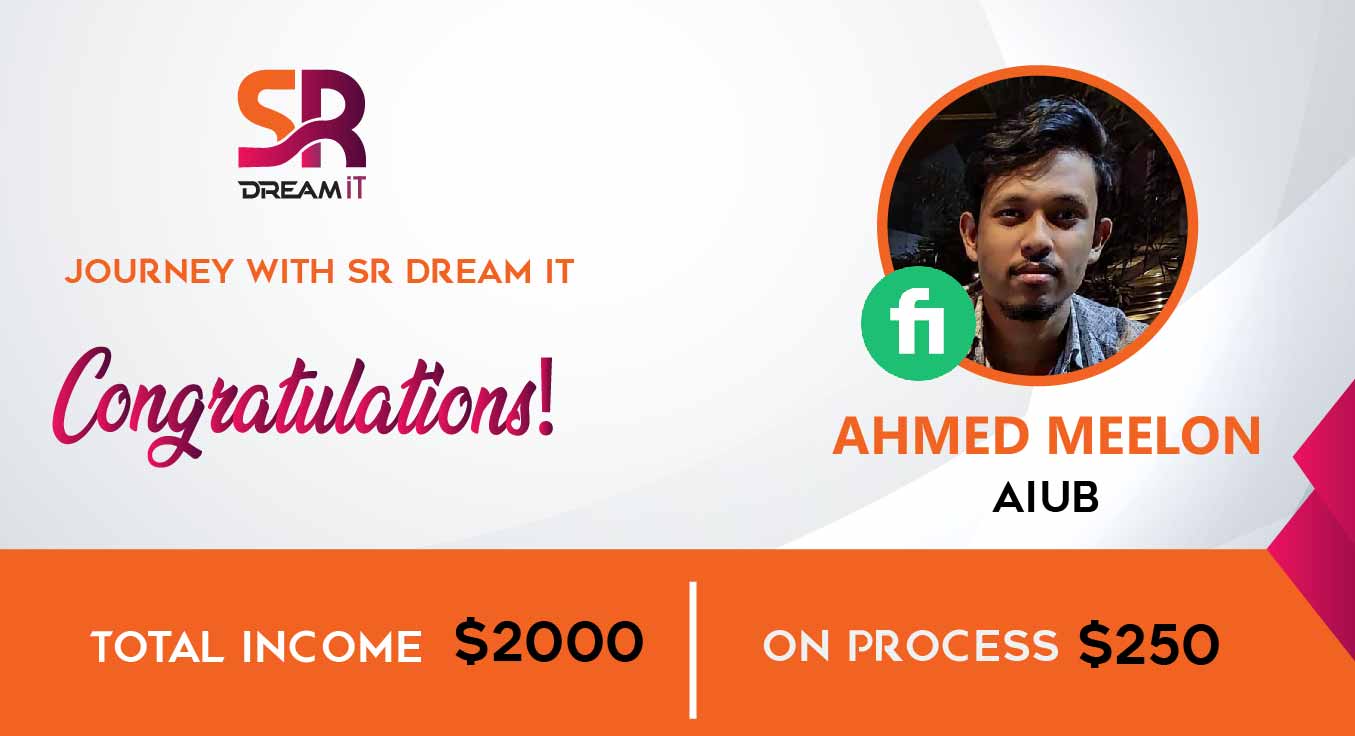 SR
DREAM iT
JOURNEY WITH SR DREAM IT
Congratulations!
fi
AHMED MEELON
AIUB
TOTAL INCOME $2000
ON PROCESS $250